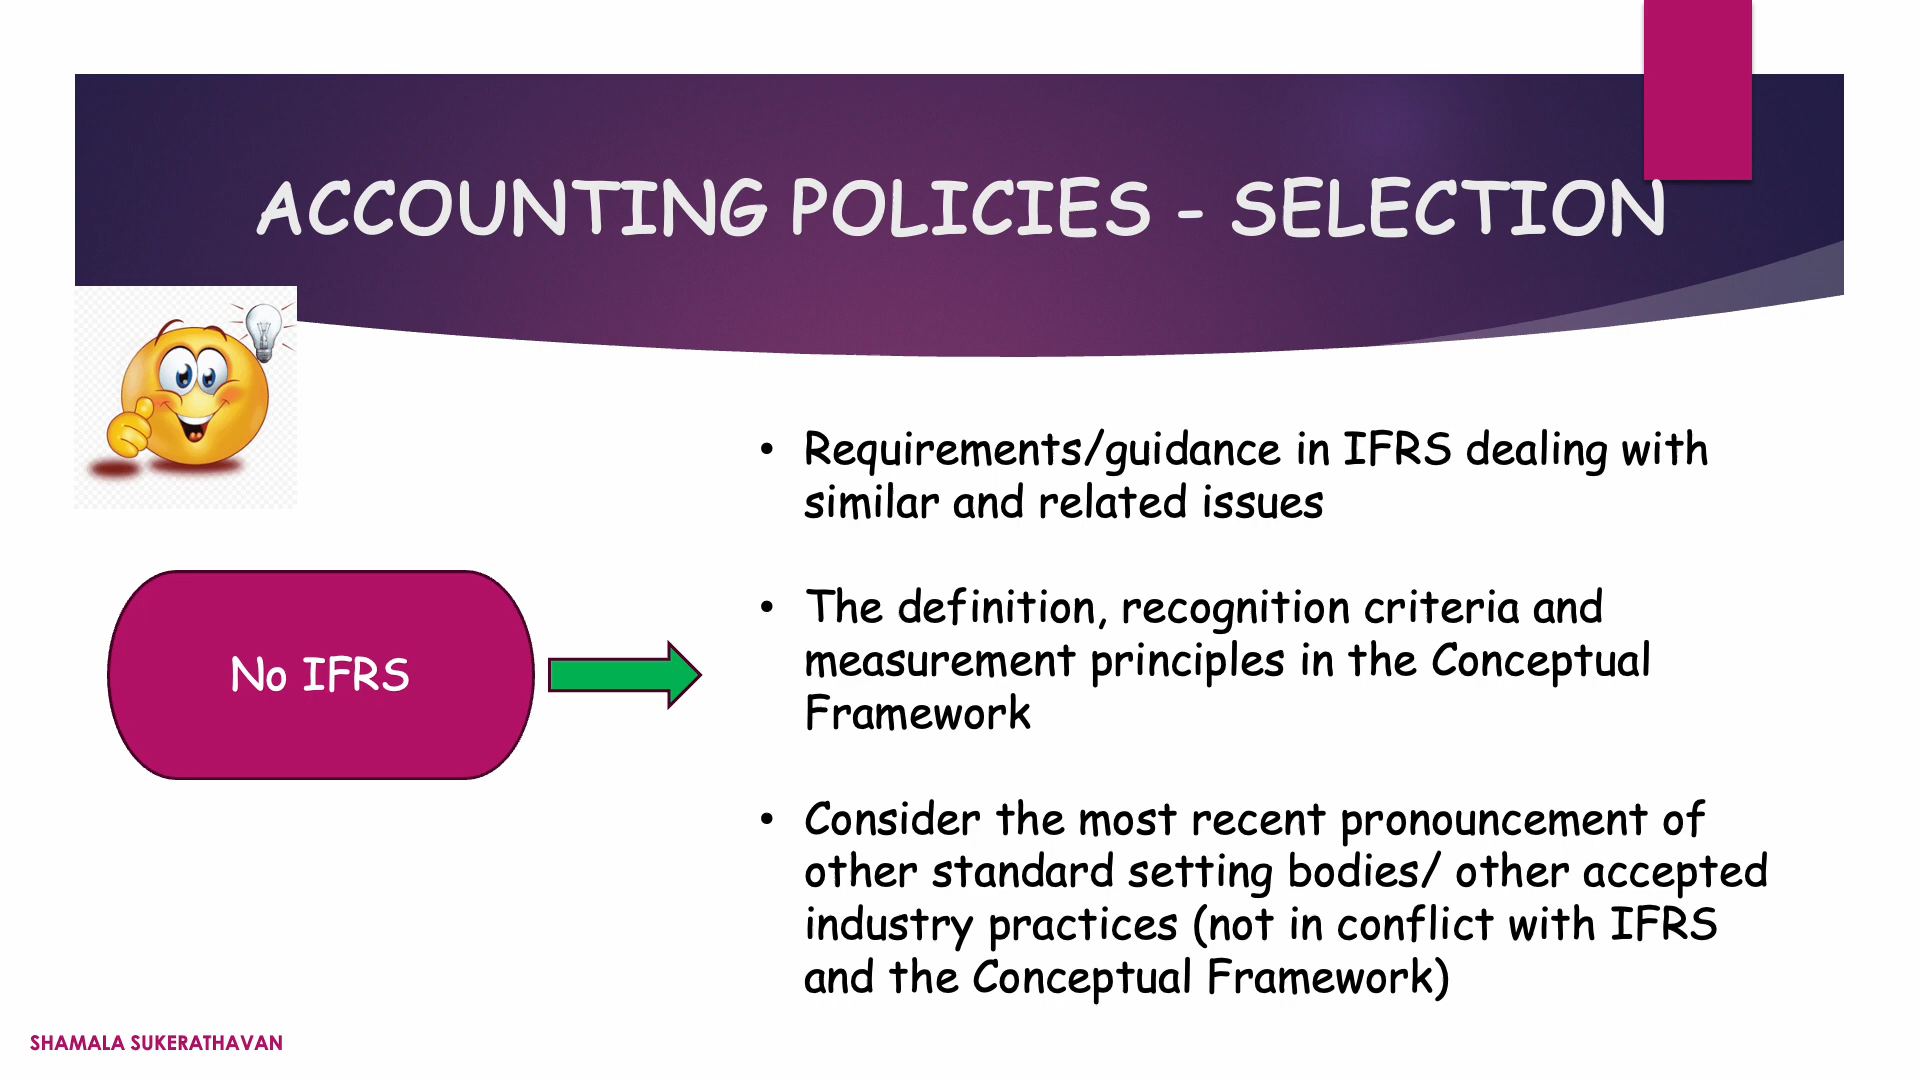 ACCOUNTING POLICIES - SELECTION
No IFRS
• Requirements/guidance in IFRS dealing with
similar and related issues
• The definition, recognition criteria and
measurement principles in the Conceptual
Framework
• Consider the most recent pronouncement of
other standard setting bodies/ other accepted
industry practices (not in conflict with IFRS
and the Conceptual Framework)
SHAMALA SUKERATHAVAN